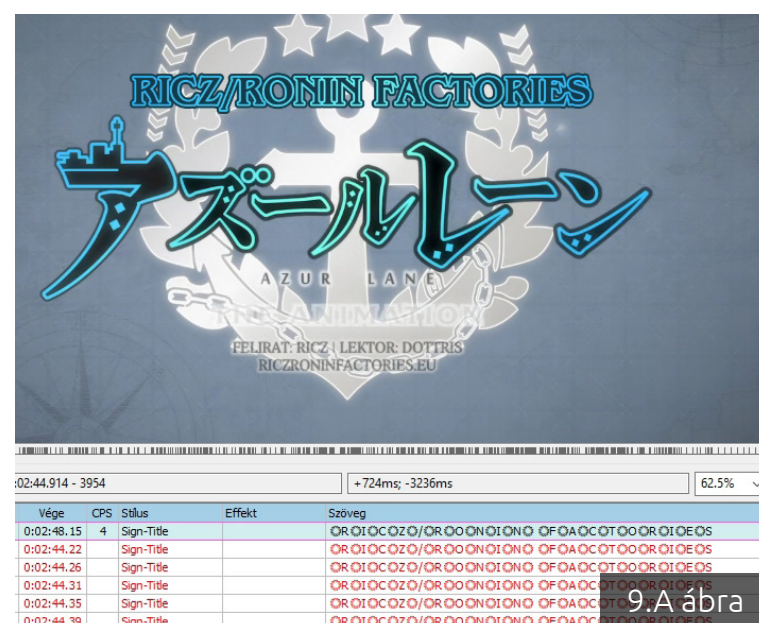 RICZ/RONIN FACTORIES
アズールレーン
AZUR LANE
THE ANIMATION
FELIRAT: RICZ | LEKTOR: DOTTRIS
RICZRONINFACTORIES.EU
:02:44.914 - 3954 +724ms; -3236ms 62.5%
Vége CPS Stílus Effekt Szöveg
0:02:48.15 4 Sign-Title ❂R❂I❂C❂Z❂/❂R❂O❂N❂I❂N❂ ❂F❂A❂C❂T❂O❂R❂I❂E❂S
0:02:44.22 Sign-Title ❂R❂I❂C❂Z❂/❂R❂O❂N❂I❂N❂ ❂F❂A❂C❂T❂O❂R❂I❂E❂S
0:02:44.26 Sign-Title ❂R❂I❂C❂Z❂/❂R❂O❂N❂I❂N❂ ❂F❂A❂C❂T❂O❂R❂I❂E❂S
0:02:44.31 Sign-Title ❂R❂I❂C❂Z❂/❂R❂O❂N❂I❂N❂ ❂F❂A❂C❂T❂O❂R❂I❂E❂S
0:02:44.35 Sign-Title
0:02:44.39 Sign-Title
9.A ábra